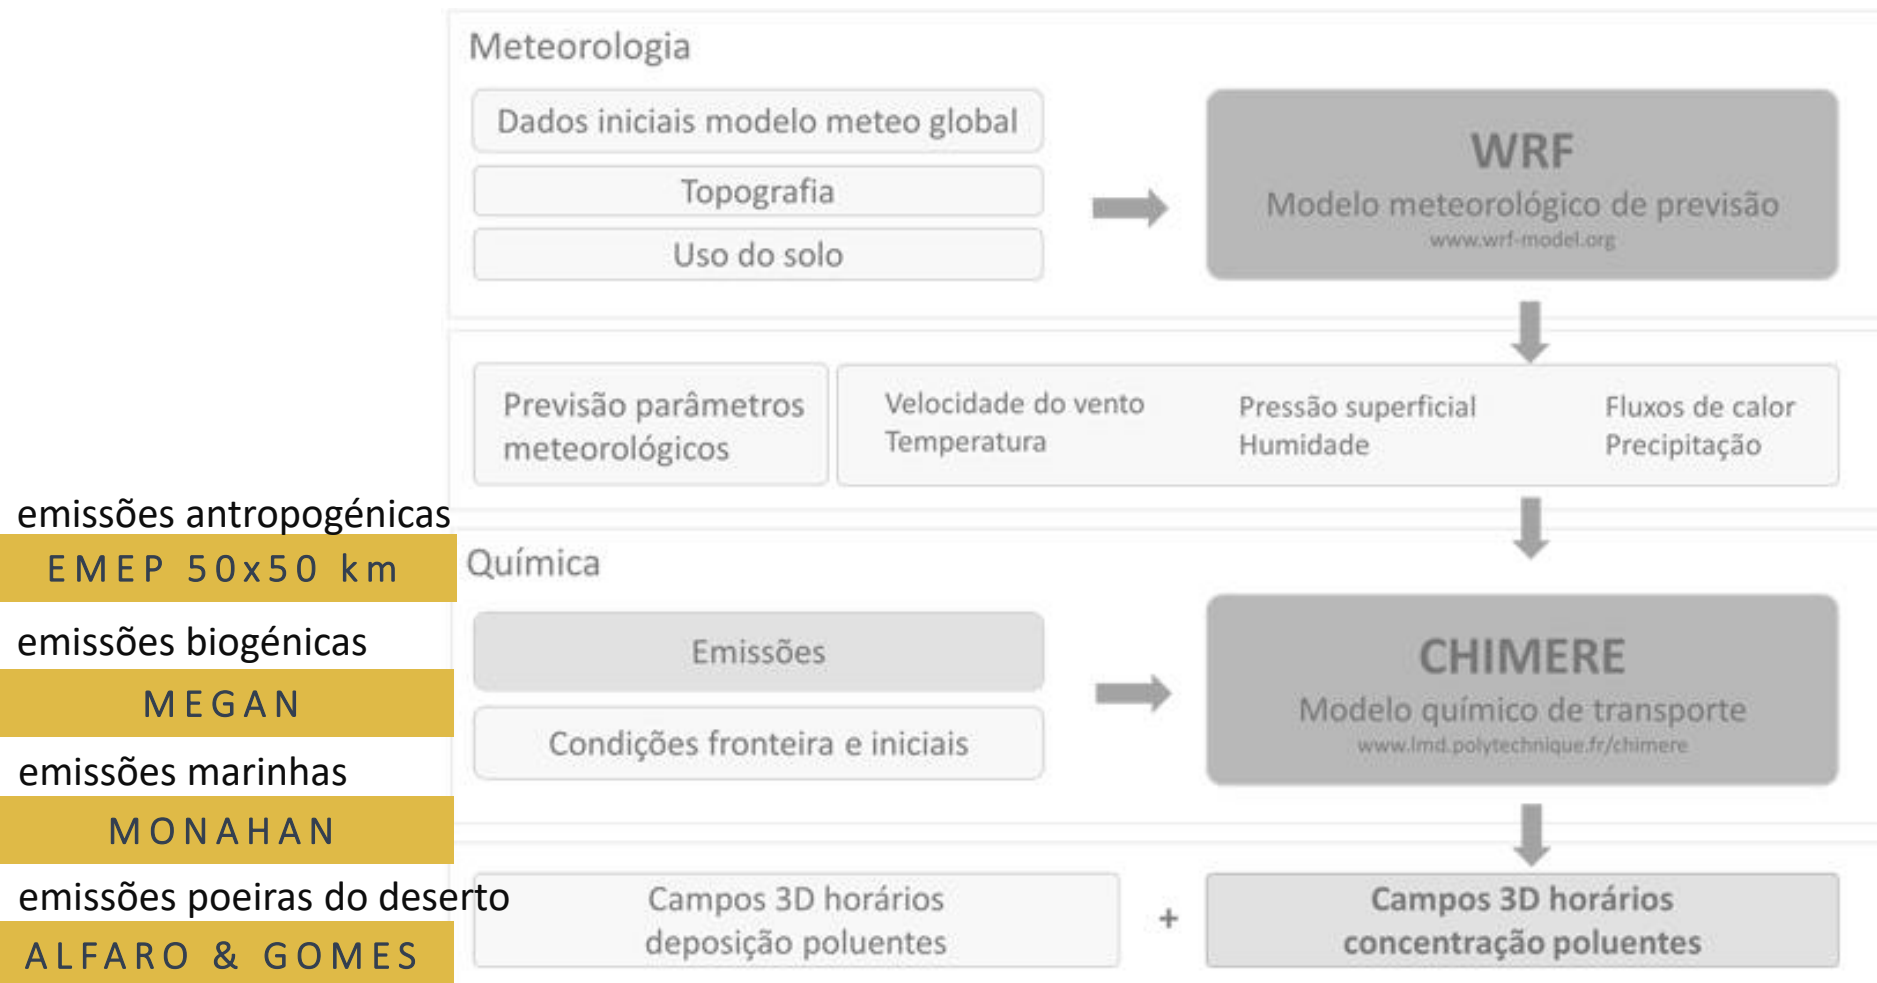 Meteorologia
Dados iniciais modelo meteo global
Topografia
Uso do solo
WRF
Modelo meteorológico de previsão
www.wrf-model.org
Previsão parâmetros
meteorológicos
Velocidade do vento
Temperatura
Pressão superficial
Humidade
Fluxos de calor
Precipitação
emissões antropogénicas
EMEP 50x50 km
emissões biogénicas
MEGAN
emissões marinhas
MONAHAN
emissões poeiras do deserto
ALFARO & GOMES
Química
Emissões
Condições fronteira e iniciais
CHIMERE
Modelo químico de transporte
www.lmd.polytechnique.fr/chimere
Campos 3D horários
deposição poluentes
+
Campos 3D horários
concentração poluentes